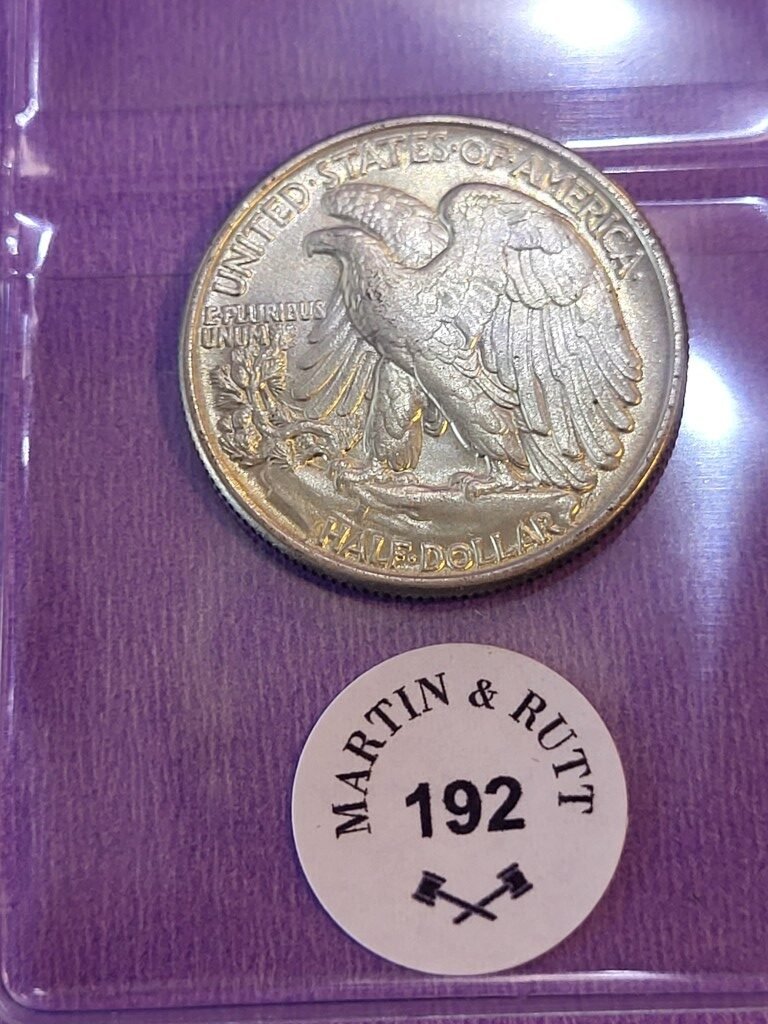 UNITED·STATES·OF·AMERICA
E·PLURIBUS
UNUM
HALF·DOLLAR
MARTIN & RUTT
192